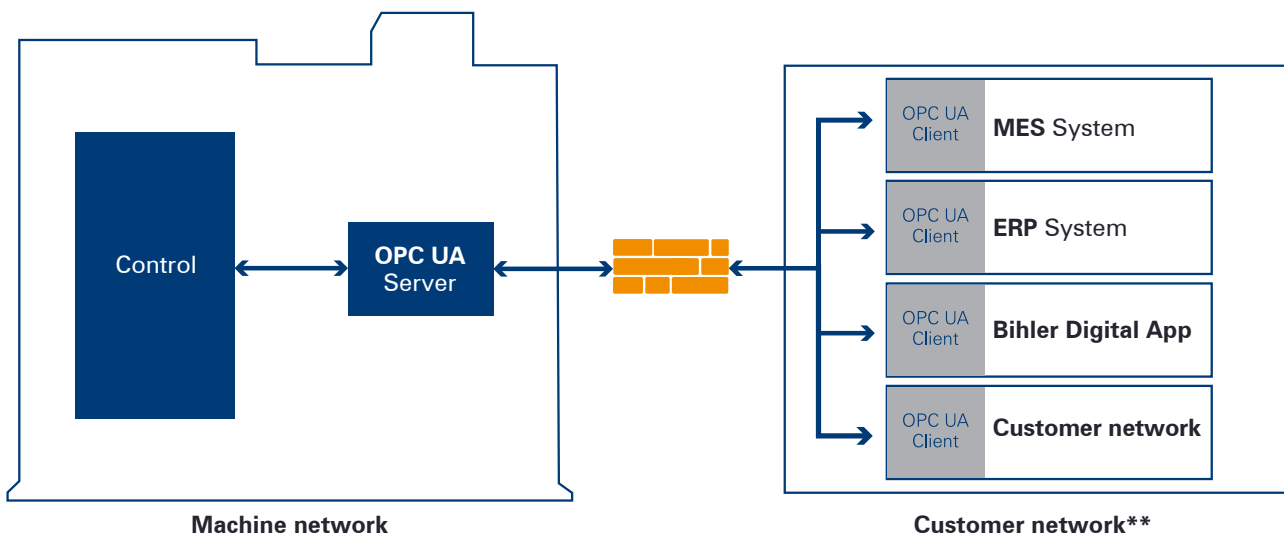 Control
OPC UA
Server
OPC UA
Client
MES System
OPC UA
Client
ERP System
OPC UA
Client
Bihler Digital App
OPC UA
Client
Customer network
Machine network
Customer network**